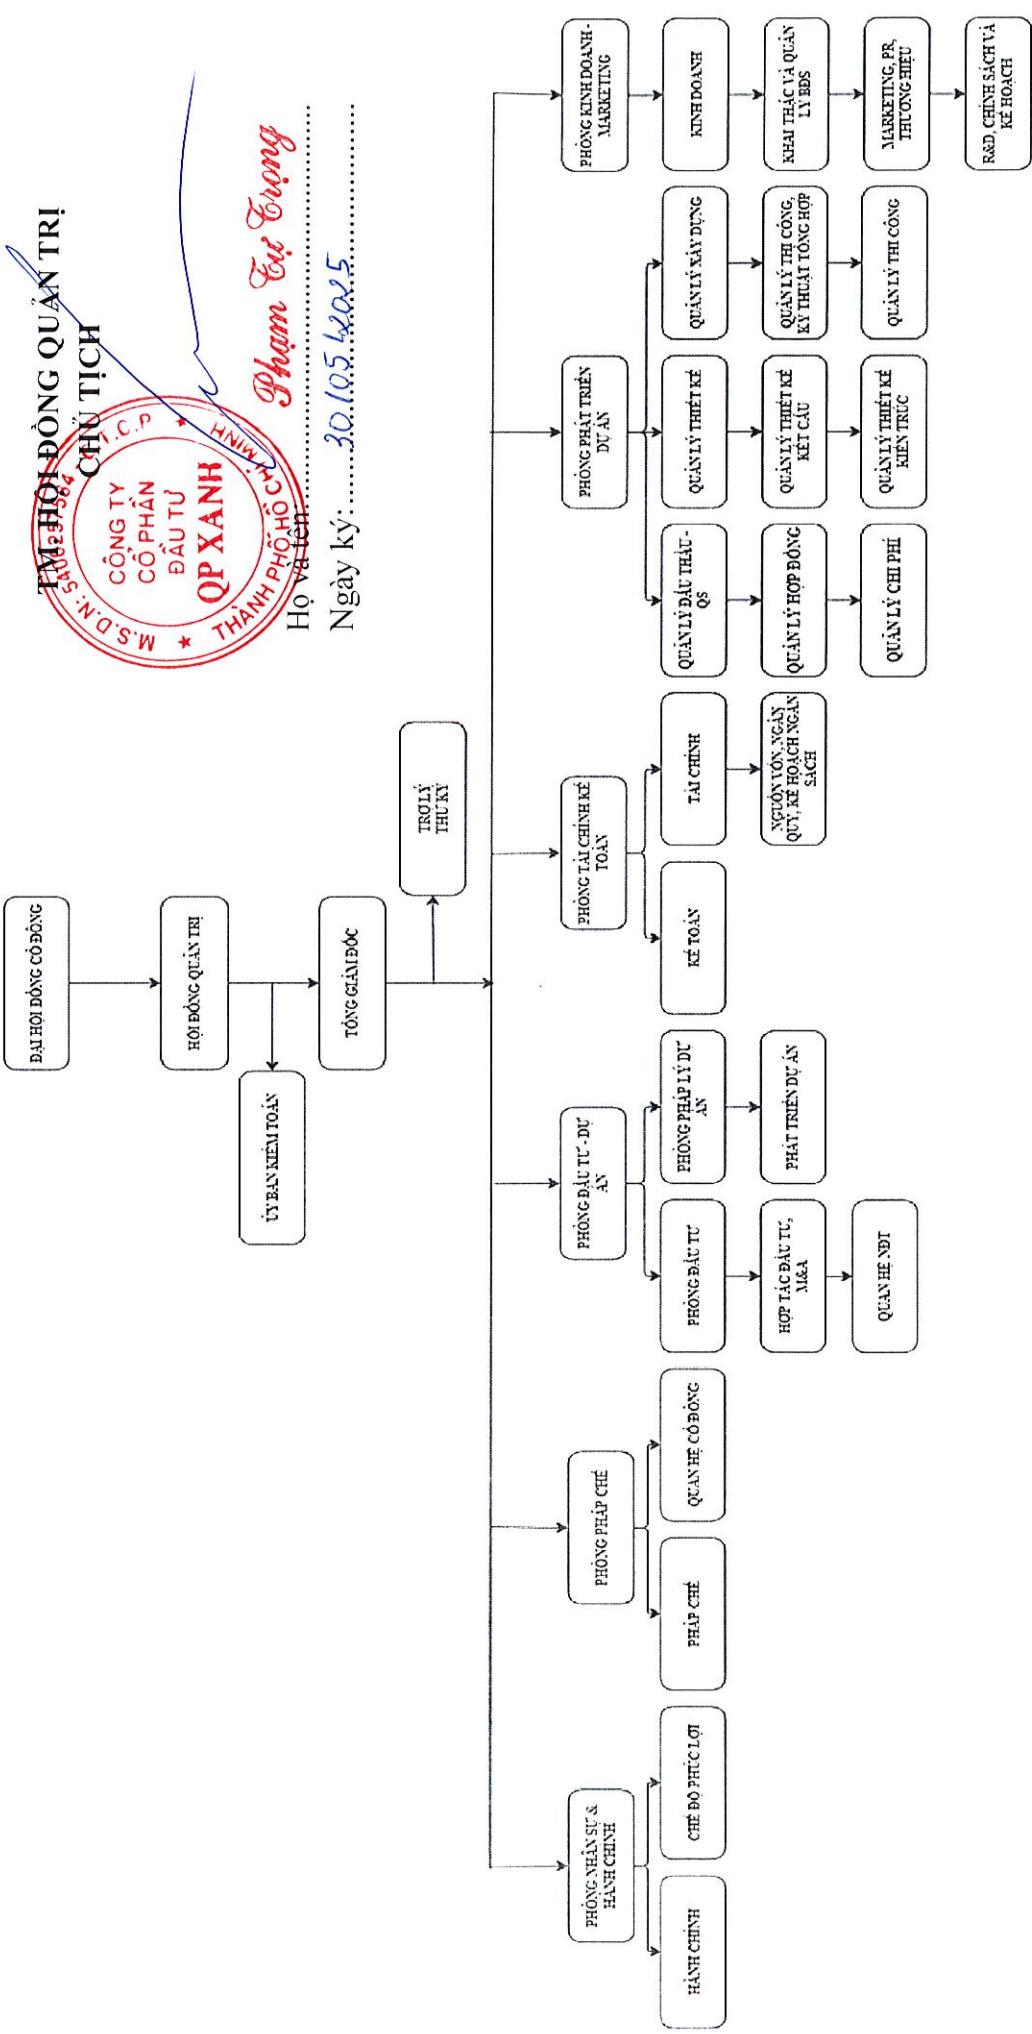 TM. HỘI ĐỒNG QUẢN TRỊ
CHỦ TỊCH
M.S.D.N: C.T.C.P
CÔNG TY
CỔ PHẦN
ĐẦU TƯ
QP XANH
THÀNH PHỐ HỒ CHÍ MINH
Phạm Tự Trọng
Họ và tên:
Ngày ký: 30/05/2025
ĐẠI HỘI ĐỒNG CỔ ĐÔNG
HỘI ĐỒNG QUẢN TRỊ
ỦY BAN KIỂM TOÁN
TỔNG GIÁM ĐỐC
TRỢ LÝ
THƯ KÝ
PHÒNG NHÂN SỰ &
HÀNH CHÍNH
HÀNH CHÍNH
CHẾ ĐỘ PHÚC LỢI
PHÒNG PHÁP CHẾ
PHÁP CHẾ
QUAN HỆ CỔ ĐÔNG
PHÒNG ĐẦU TƯ - DỰ
ÁN
PHÒNG ĐẦU TƯ
HỢP TÁC ĐẦU TƯ,
M&A
QUAN HỆ NĐT
PHÒNG PHÁP LÝ DỰ
ÁN
PHÁT TRIỂN DỰ ÁN
PHÒNG TÀI CHÍNH KẾ
TOÁN
KẾ TOÁN
TÀI CHÍNH
NGUỒN VỐN, NGÂN
QUỸ, KẾ HOẠCH NGÂN
SÁCH
PHÒNG PHÁT TRIỂN
DỰ ÁN
QUẢN LÝ ĐẤU THẦU -
QS
QUẢN LÝ HỢP ĐỒNG
QUẢN LÝ CHI PHÍ
QUẢN LÝ THIẾT KẾ
QUẢN LÝ THIẾT KẾ
KẾT CẤU
QUẢN LÝ THIẾT KẾ
KIẾN TRÚC
QUẢN LÝ XÂY DỰNG
QUẢN LÝ THI CÔNG,
KỸ THUẬT TỔNG HỢP
QUẢN LÝ THI CÔNG
PHÒNG KINH DOANH -
MARKETING
KINH DOANH
KHAI THÁC VÀ QUẢN
LÝ BĐS
MARKETING, PR,
THƯƠNG HIỆU
R&D, CHÍNH SÁCH VÀ
KẾ HOẠCH